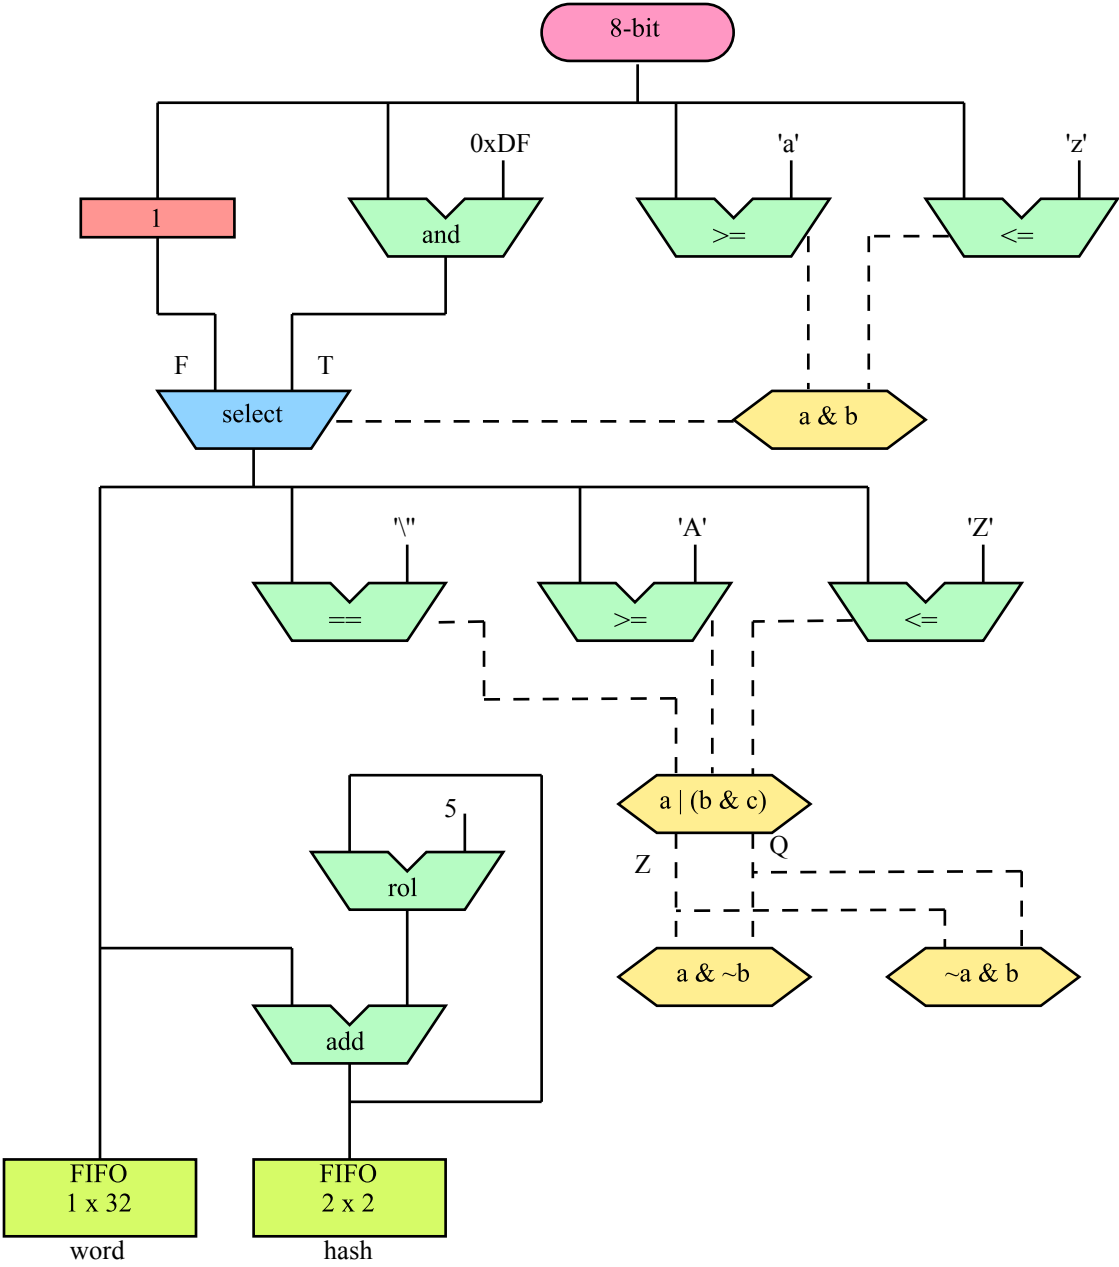 8-bit
0xDF
'a'
'z'
1
and
>=
<=
F
T
select
a & b
'\''
'A'
'Z'
==
>=
<=
a | (b & c)
5
Q
Z
rol
a & ~b
~a & b
add
FIFO
1 x 32
FIFO
2 x 2
word
hash